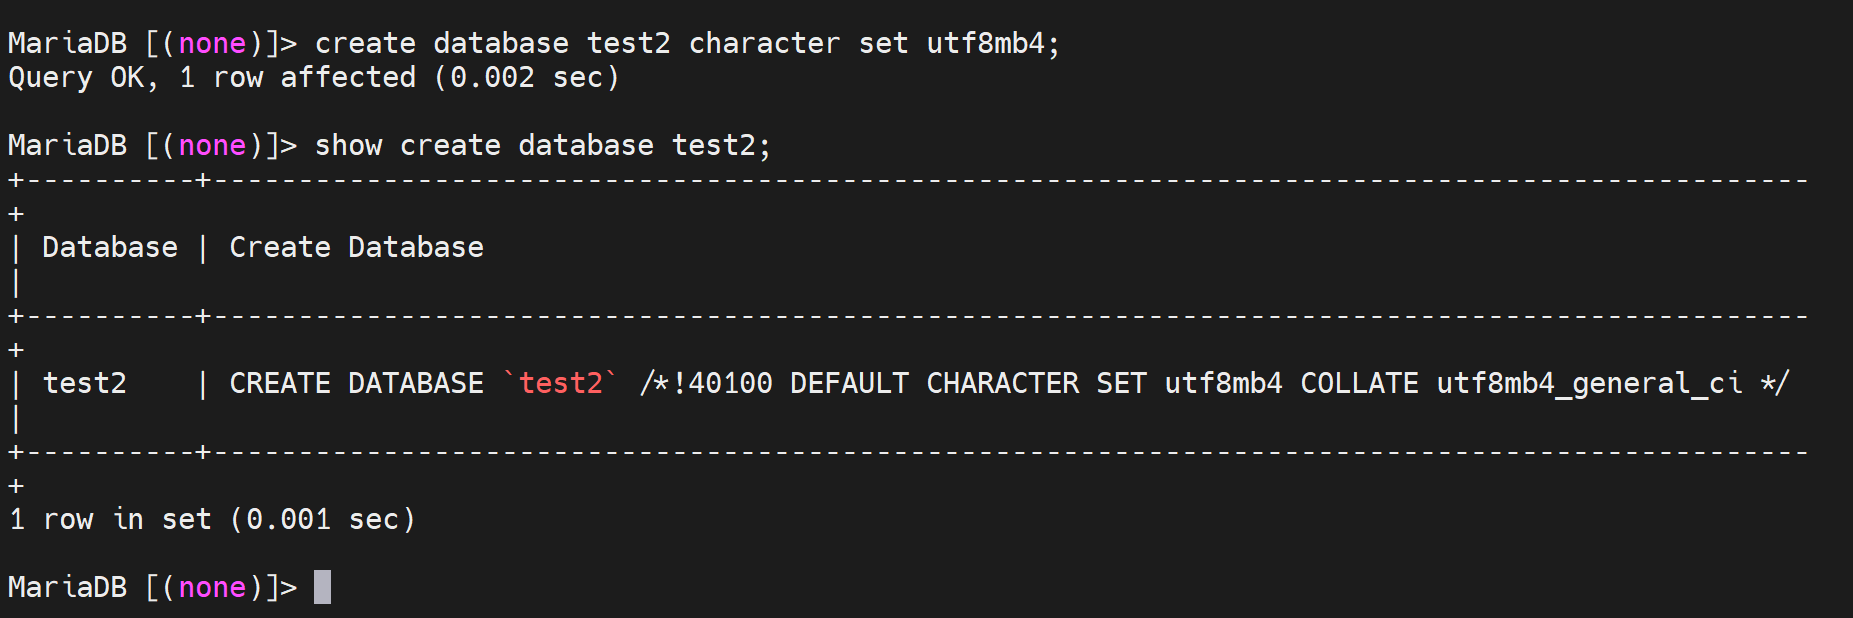 MariaDB [(none)]> create database test2 character set utf8mb4;
Query OK, 1 row affected (0.002 sec)
MariaDB [(none)]> show create database test2;
+----------+----------------------------------------------------------------------------------------------
+
| Database | Create Database
|
+----------+----------------------------------------------------------------------------------------------
+
| test2    | CREATE DATABASE `test2` /*!40100 DEFAULT CHARACTER SET utf8mb4 COLLATE utf8mb4_general_ci */
|
+----------+----------------------------------------------------------------------------------------------
+
1 row in set (0.001 sec)
MariaDB [(none)]>